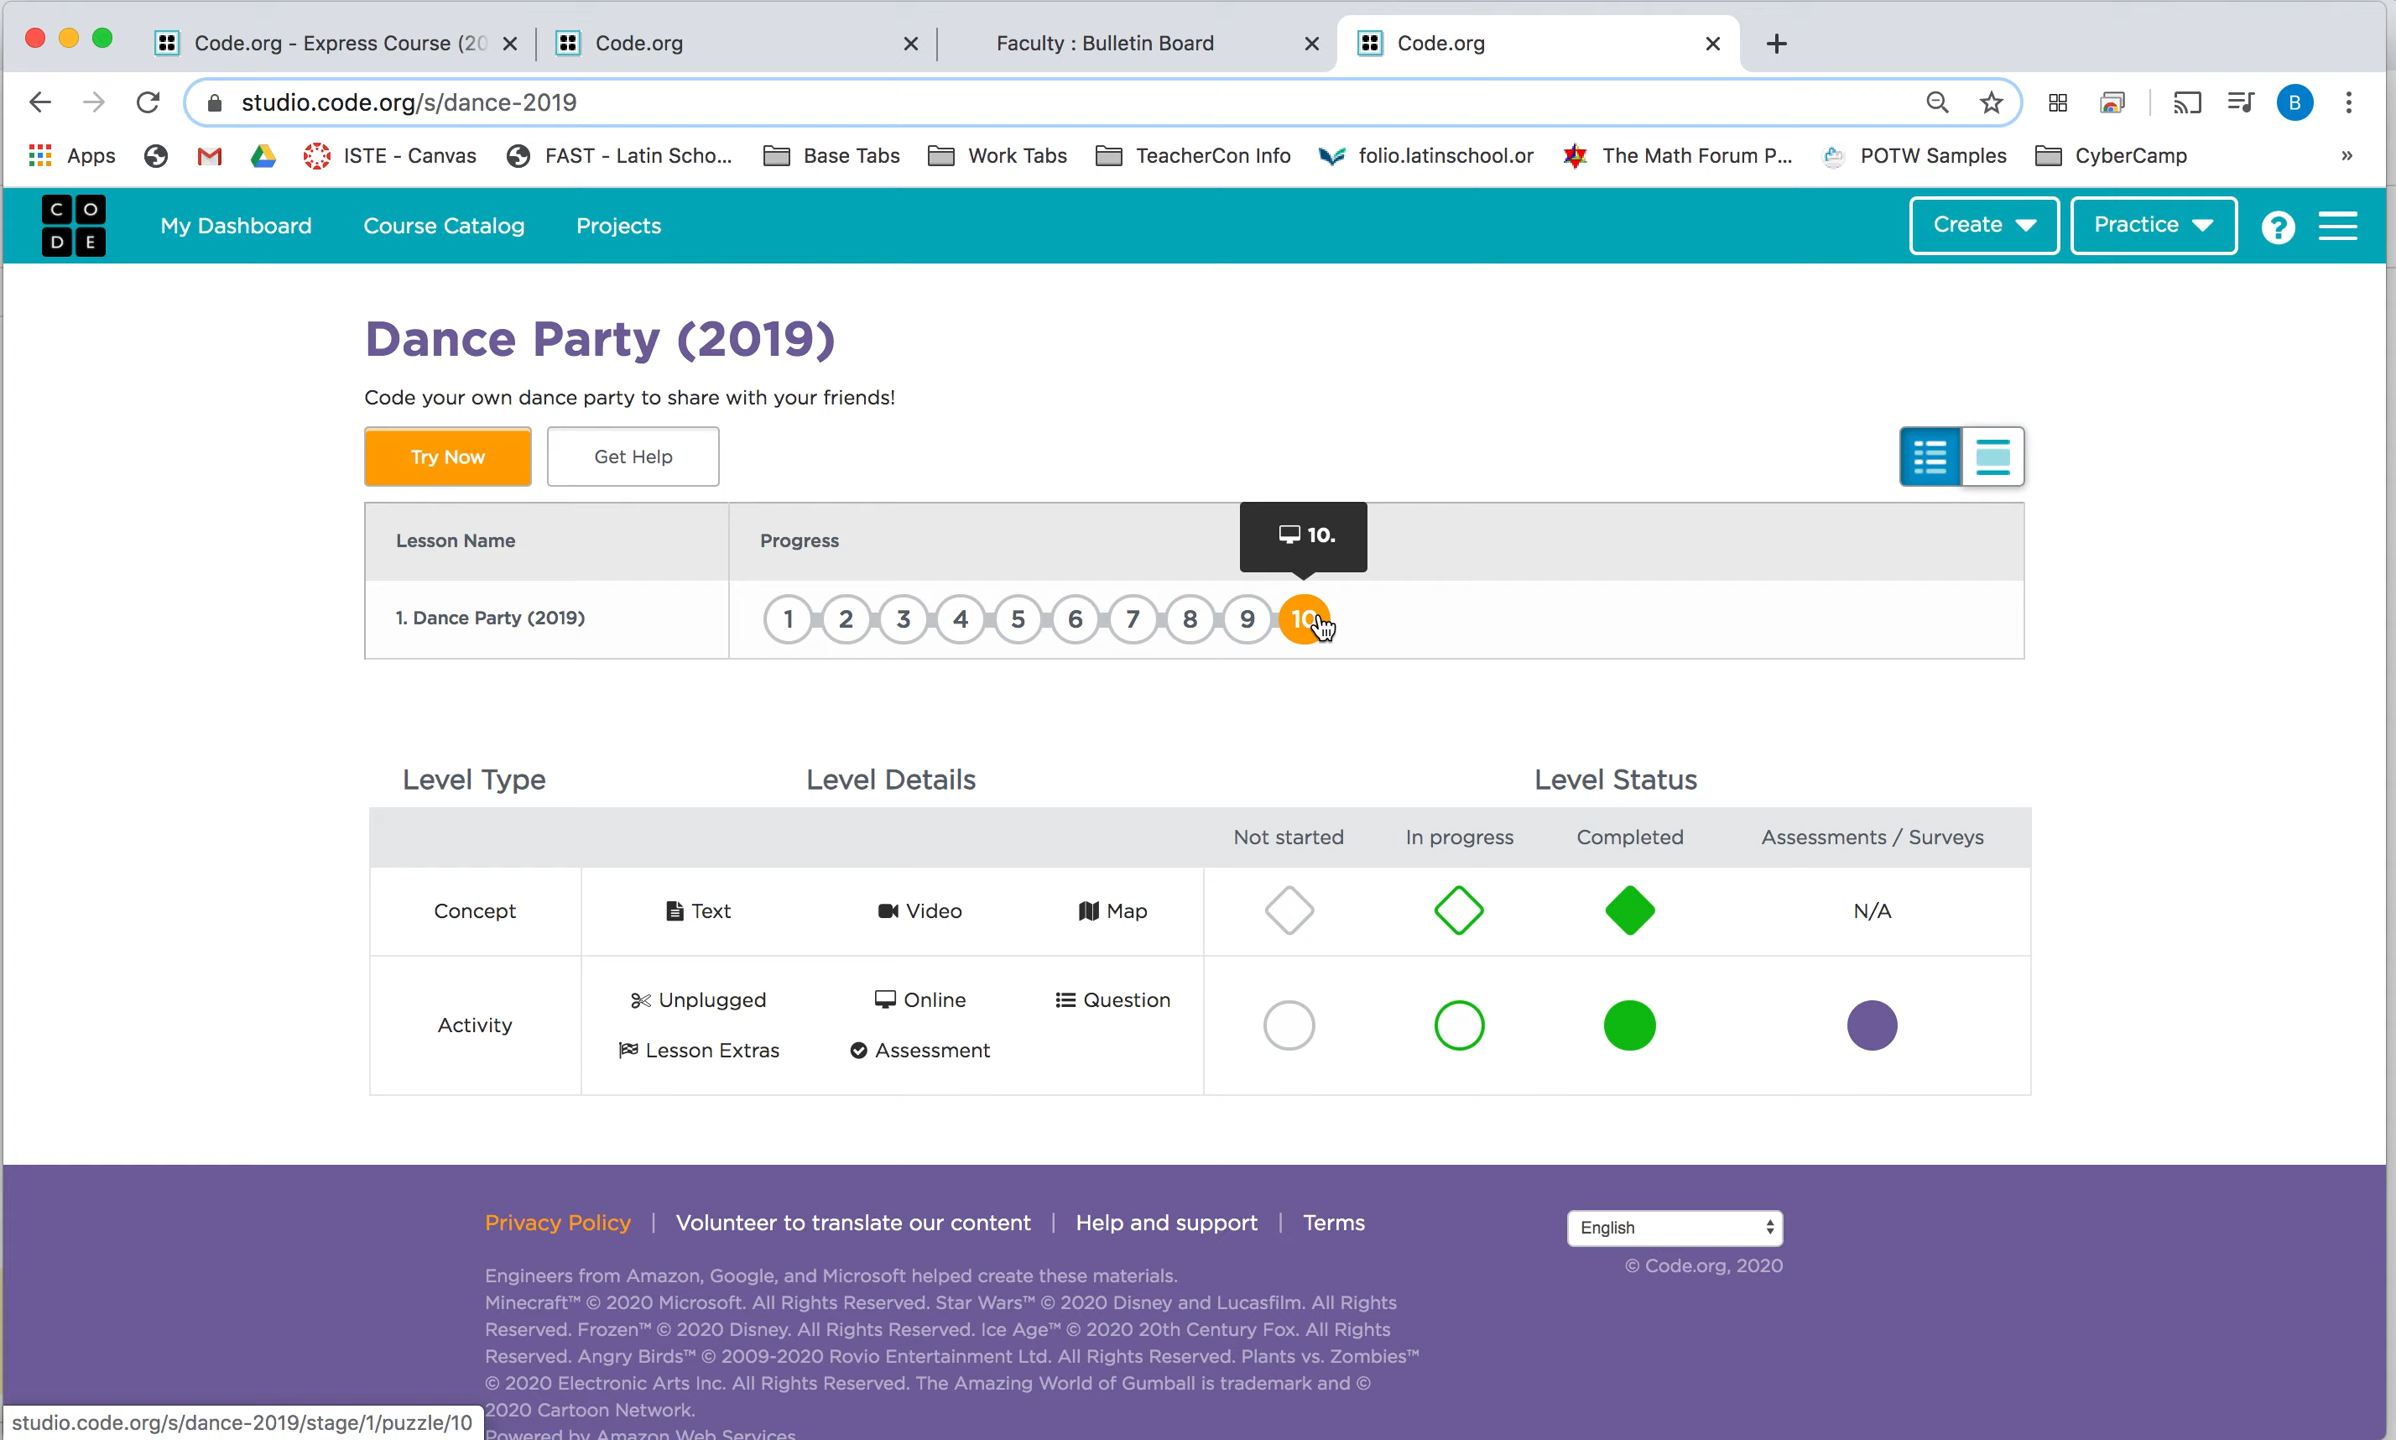 Code.org - Express Course (20
Code.org
Faculty : Bulletin Board
Code.org
studio.code.org/s/dance-2019
B
Apps
ISTE - Canvas
FAST - Latin Scho...
Base Tabs
Work Tabs
TeacherCon Info
folio.latinschool.or
The Math Forum P...
POTW Samples
CyberCamp
»
C O
D E
My Dashboard
Course Catalog
Projects
Create
Practice
?
Dance Party (2019)
Code your own dance party to share with your friends!
Try Now
Get Help
Lesson Name
Progress
10.
1. Dance Party (2019)
1 2 3 4 5 6 7 8 9 10
Level Type
Level Details
Level Status
Not started
In progress
Completed
Assessments / Surveys
Concept
Text
Video
Map
N/A
Activity
Unplugged
Online
Question
Lesson Extras
Assessment
Privacy Policy | Volunteer to translate our content | Help and support | Terms
English
© Code.org, 2020
Engineers from Amazon, Google, and Microsoft helped create these materials.
Minecraft™ © 2020 Microsoft. All Rights Reserved. Star Wars™ © 2020 Disney and Lucasfilm. All Rights
Reserved. Frozen™ © 2020 Disney. All Rights Reserved. Ice Age™ © 2020 20th Century Fox. All Rights
Reserved. Angry Birds™ © 2009-2020 Rovio Entertainment Ltd. All Rights Reserved. Plants vs. Zombies™
© 2020 Electronic Arts Inc. All Rights Reserved. The Amazing World of Gumball is trademark and ©
2020 Cartoon Network.
Powered by Amazon Web Services
studio.code.org/s/dance-2019/stage/1/puzzle/10